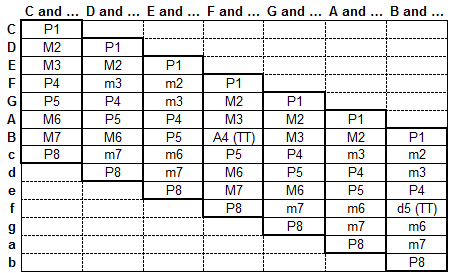 C and ... D and ... E and ... F and ... G and ... A and ... B and ...
C P1
D M2 P1
E M3 M2 P1
F P4 m3 m2 P1
G P5 P4 m3 M2 P1
A M6 P5 P4 M3 M2 P1
B M7 M6 P5 A4 (TT) M3 M2 P1
c P8 m7 m6 P5 P4 m3 m2
d P8 m7 M6 P5 P4 m3
e P8 M7 M6 P5 P4
f P8 m7 m6 d5 (TT)
g P8 m7 m6
a P8 m7
b P8